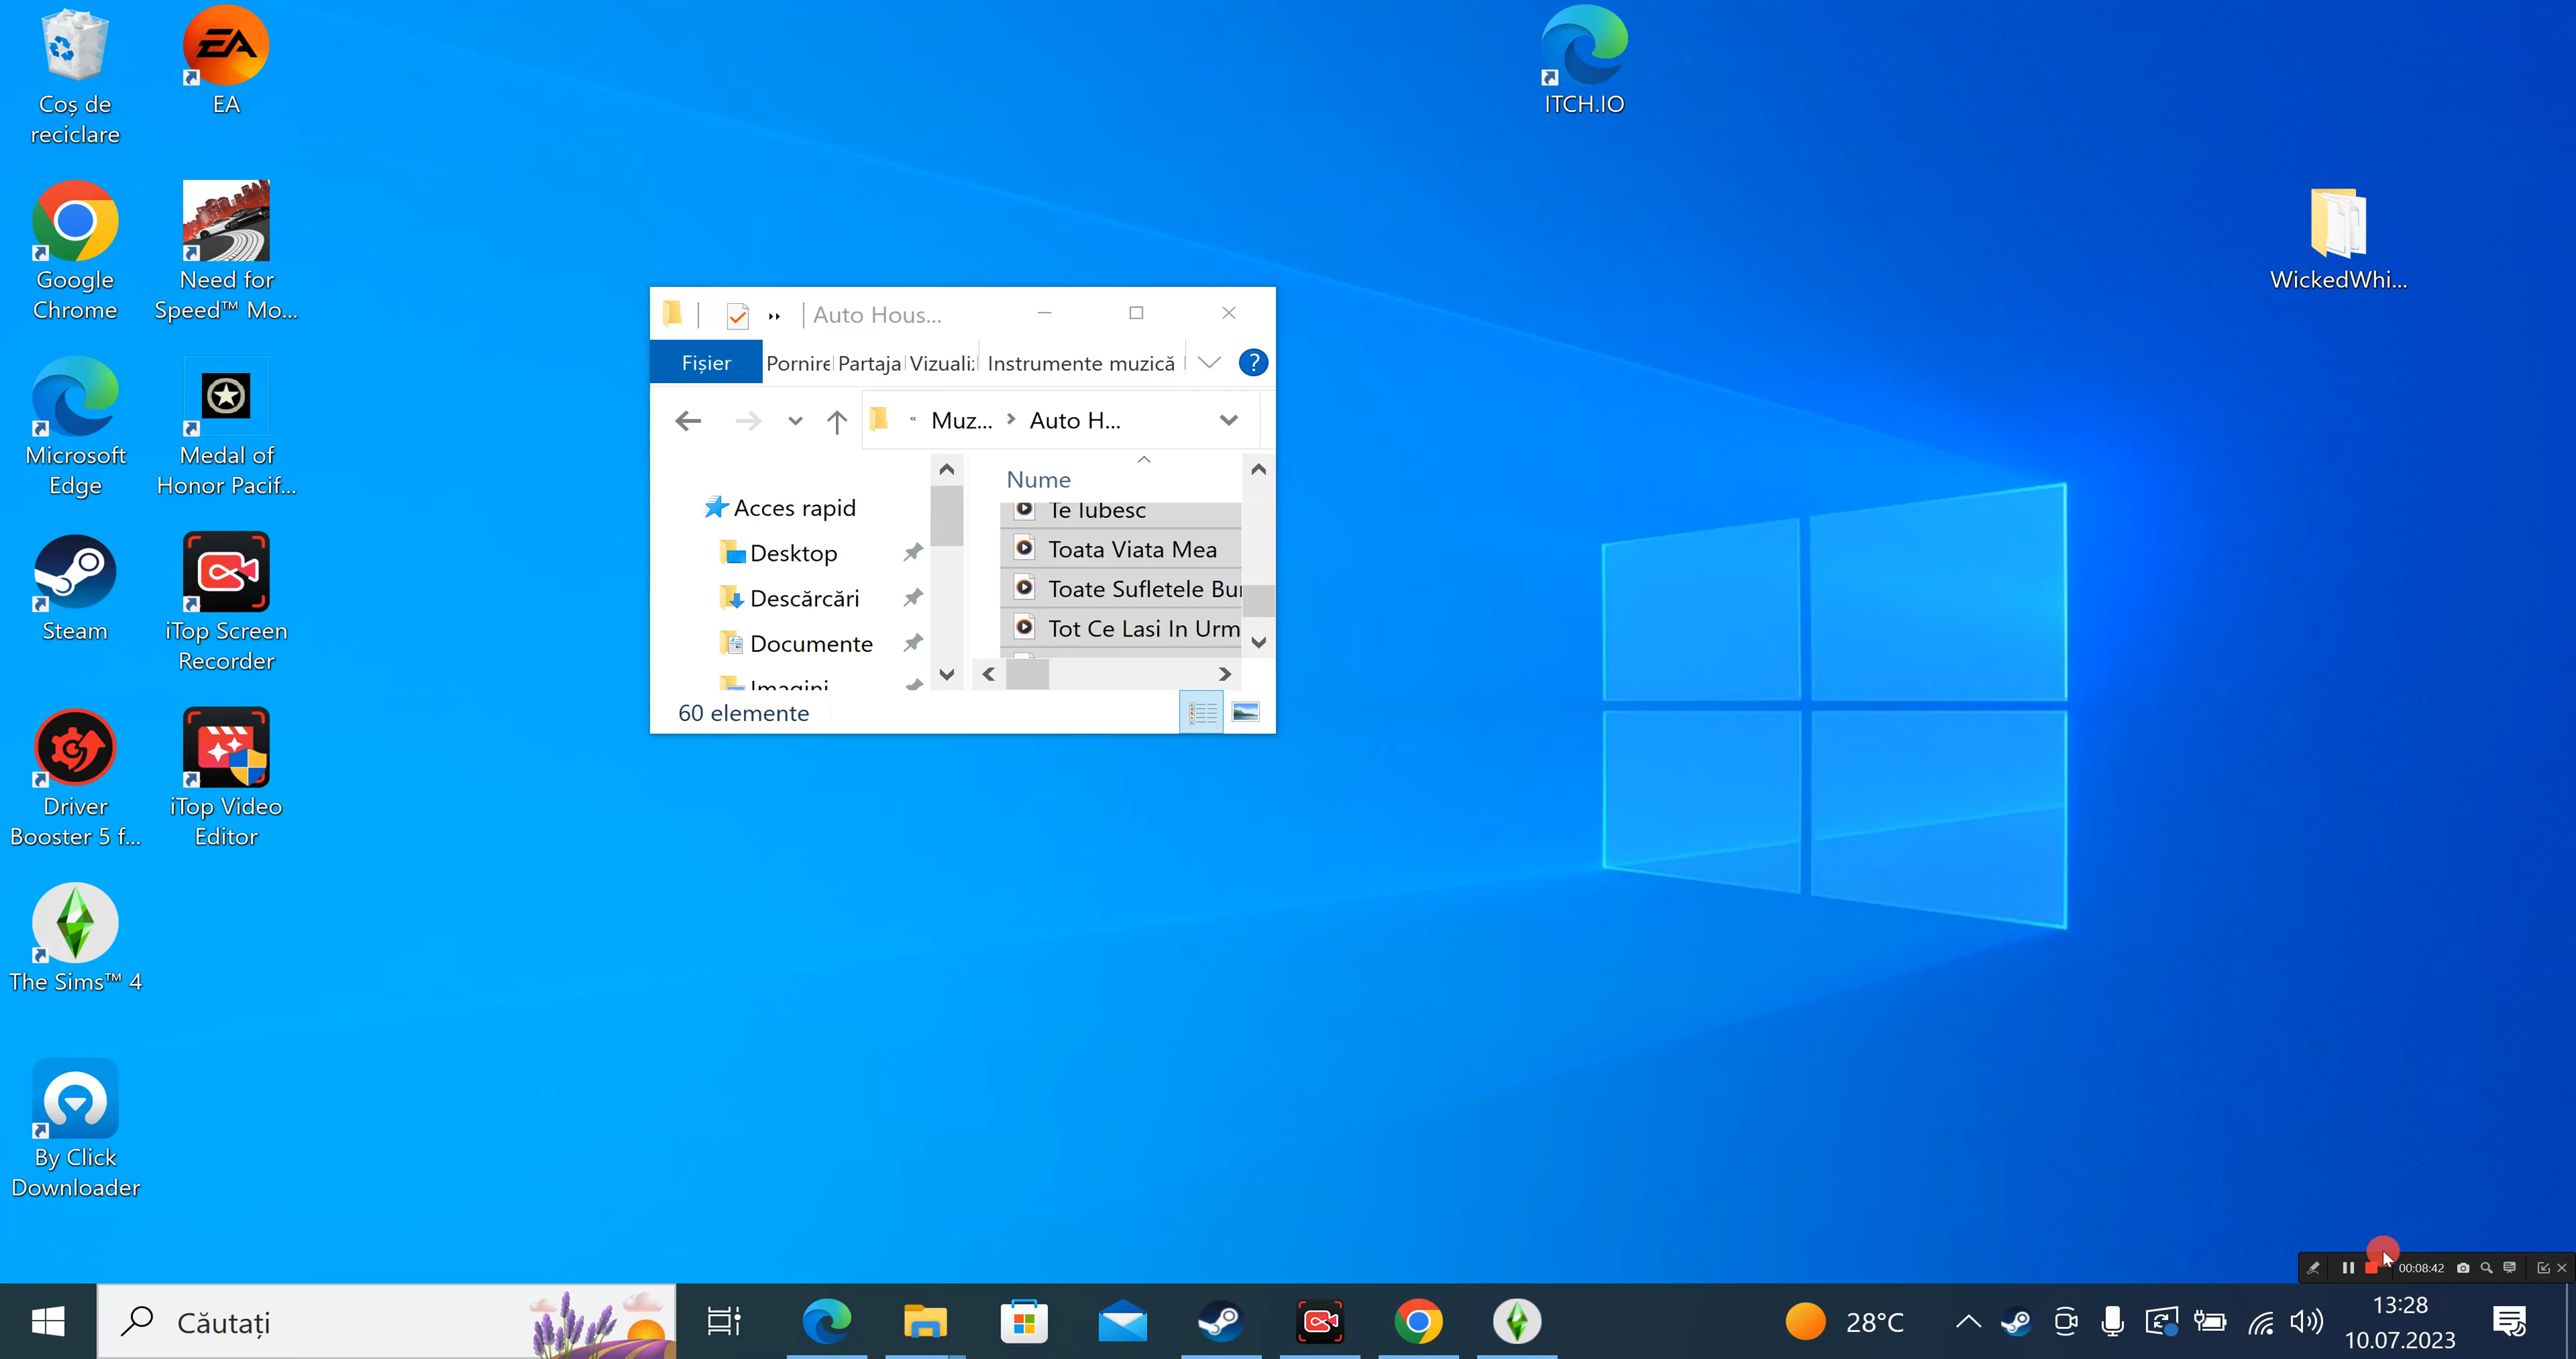 Coș de
reciclare
EA
ITCH.IO
Google
Chrome
Need for
Speed™ Mo...
WickedWhi...
Microsoft
Edge
Medal of
Honor Pacif...
Steam
iTop Screen
Recorder
Driver
Booster 5 f...
iTop Video
Editor
The Sims™ 4
By Click
Downloader
Auto Hous...
Fișier
Pornire
Partaja
Vizualiz
Instrumente muzică
« Muz... > Auto H...
Acces rapid
Desktop
Descărcări
Documente
Imagini
Nume
Te Iubesc
Toata Viata Mea
Toate Sufletele Bu
Tot Ce Lasi In Urm
60 elemente
00:08:42
Căutați
28°C
13:28
10.07.2023